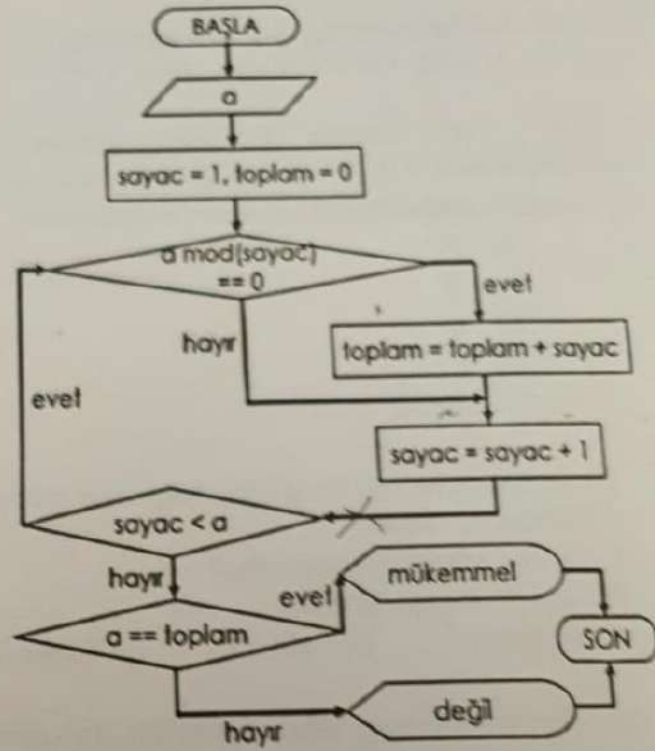 BAŞLA
a
sayac = 1, toplam = 0
a mod(sayac)
== 0
evet
hayır
toplam = toplam + sayac
evet
sayac = sayac + 1
sayac < a
hayır
evet
mükemmel
a == toplam
SON
değil
hayır